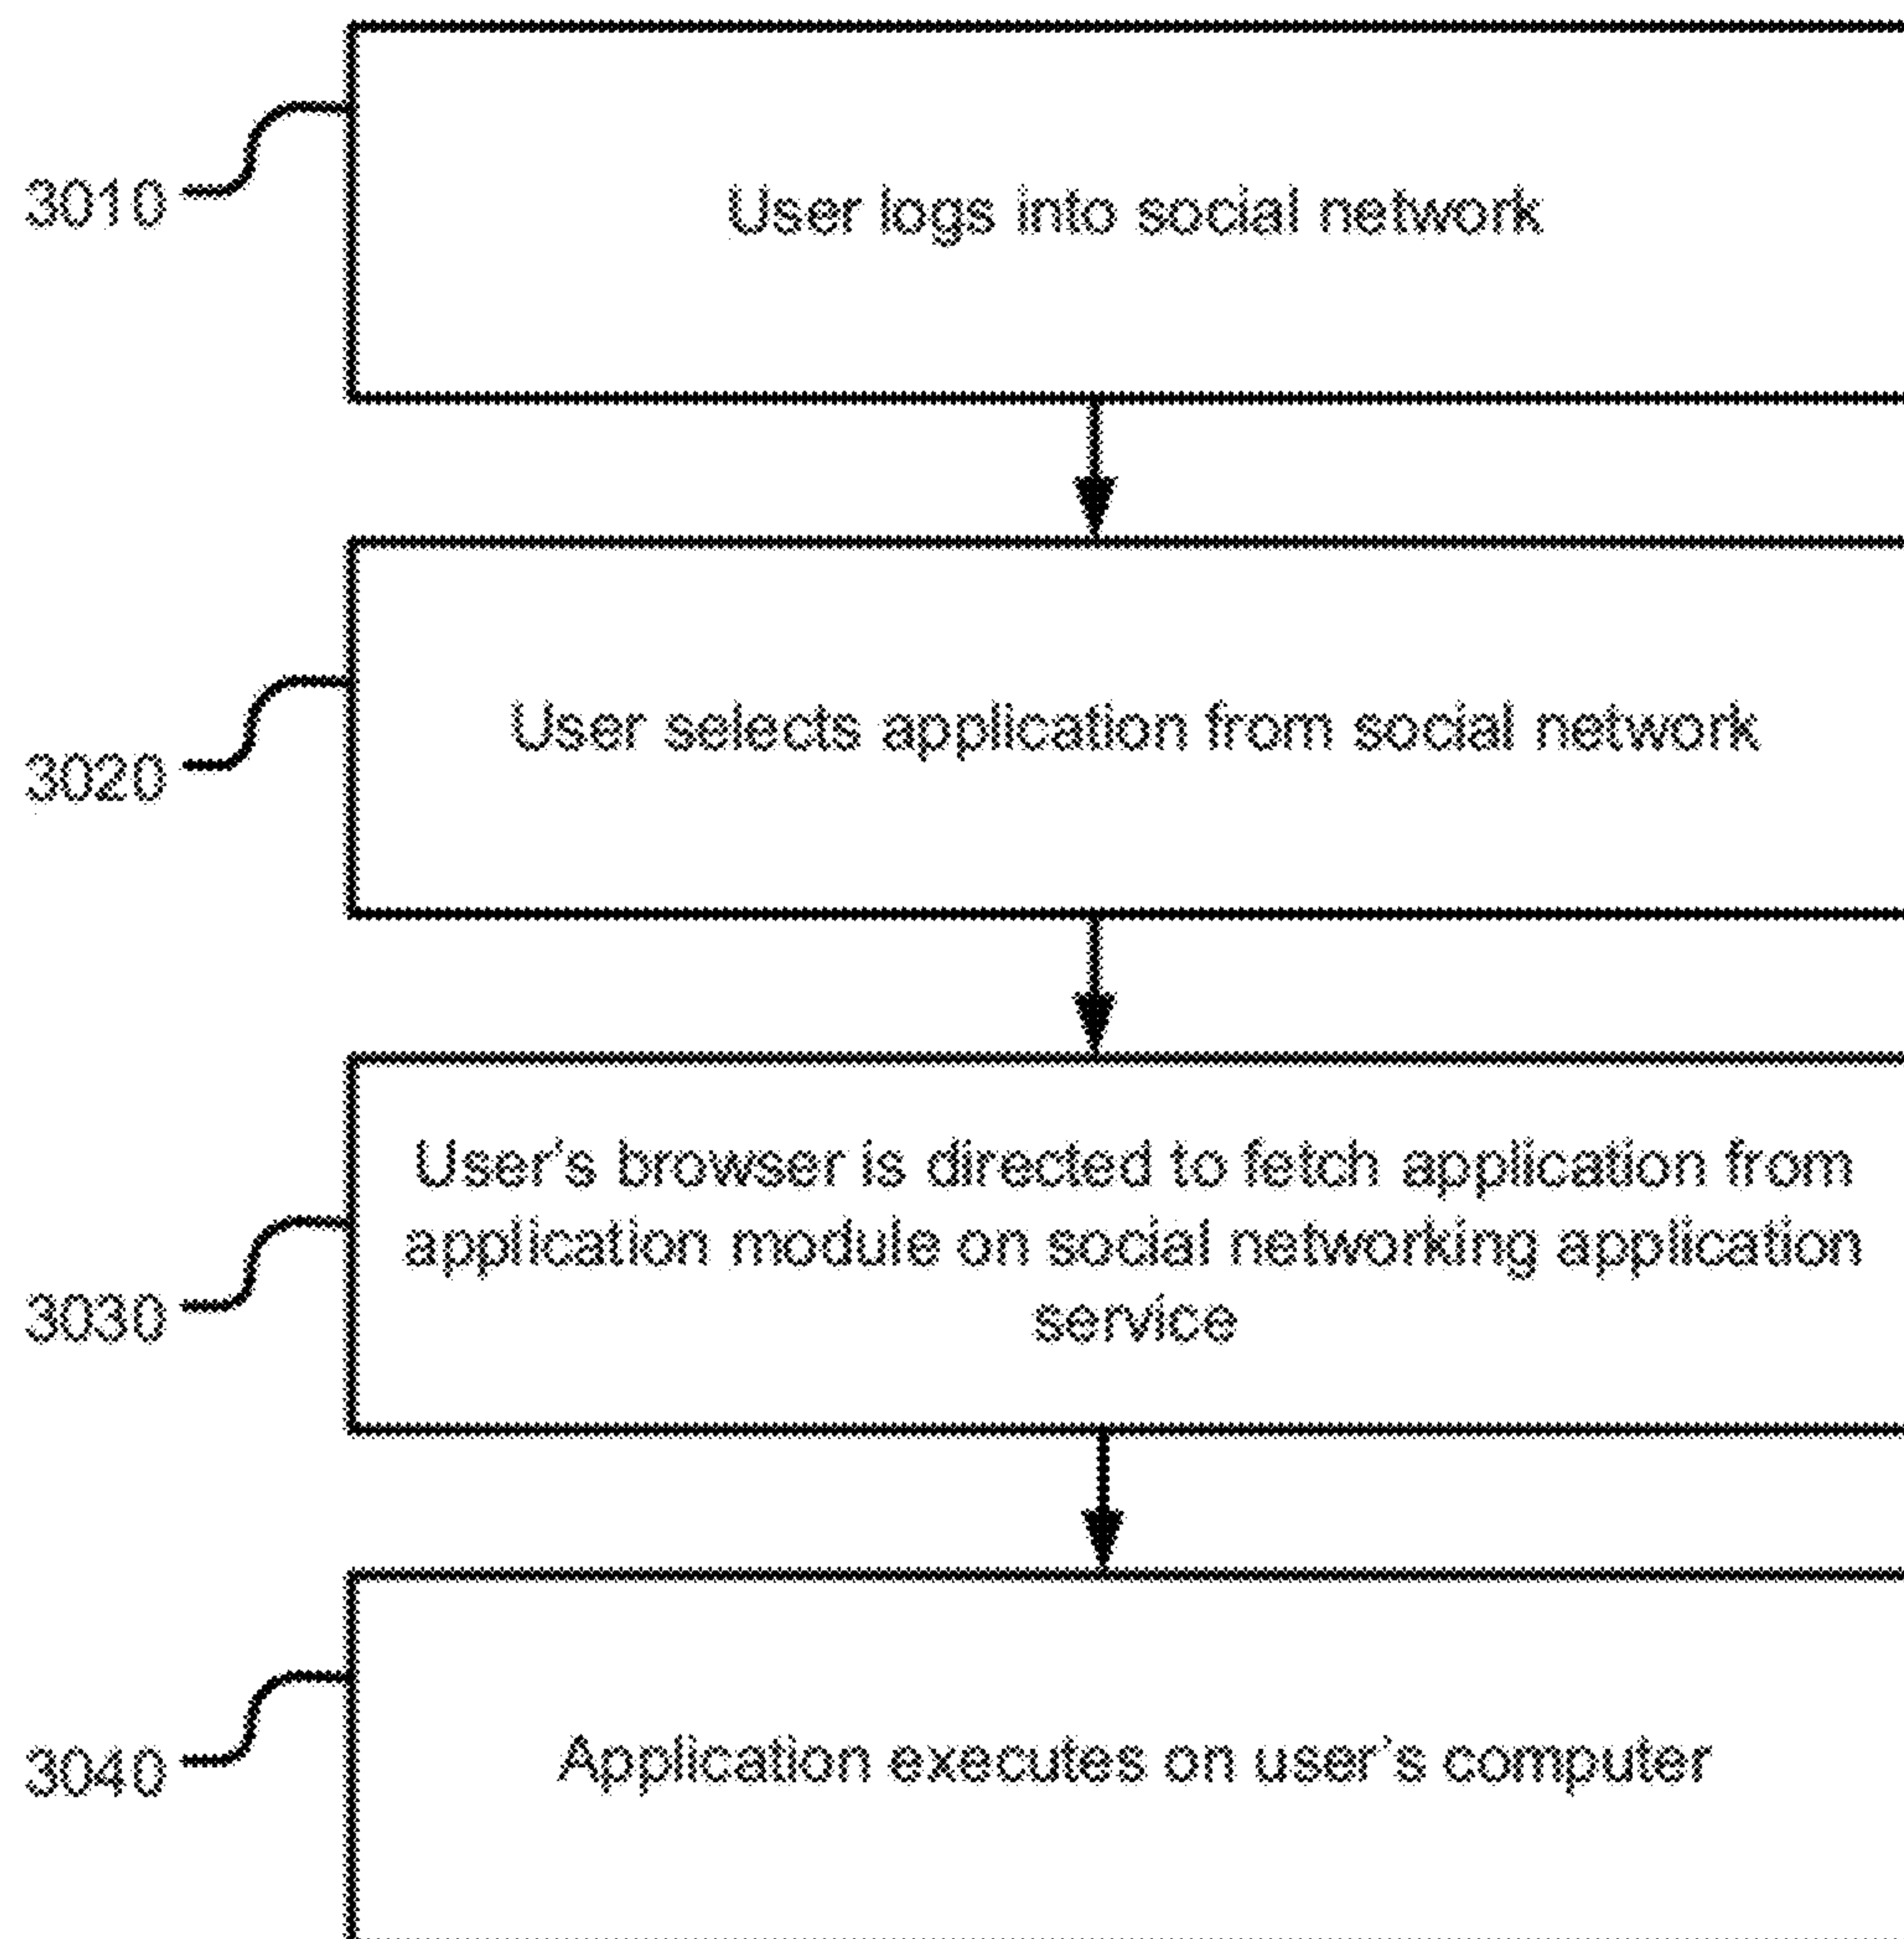 3010
User logs into social network
3020
User selects application from social network
3030
User's browser is directed to fetch application from
application module on social networking application
service
3040
Application executes on user's computer